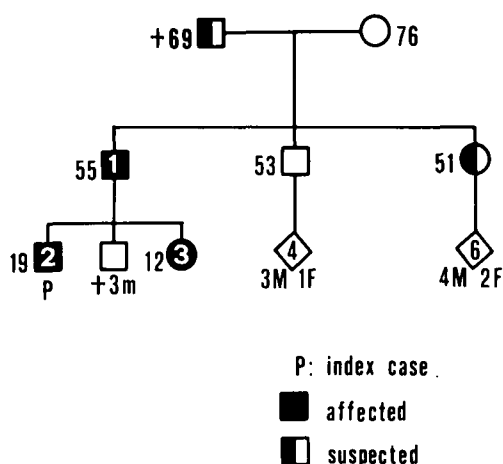 +69 76
55 1 53 51
19 2 12 3 4 6
P +3m 3M 1F 4M 2F
P: index case
affected
suspected